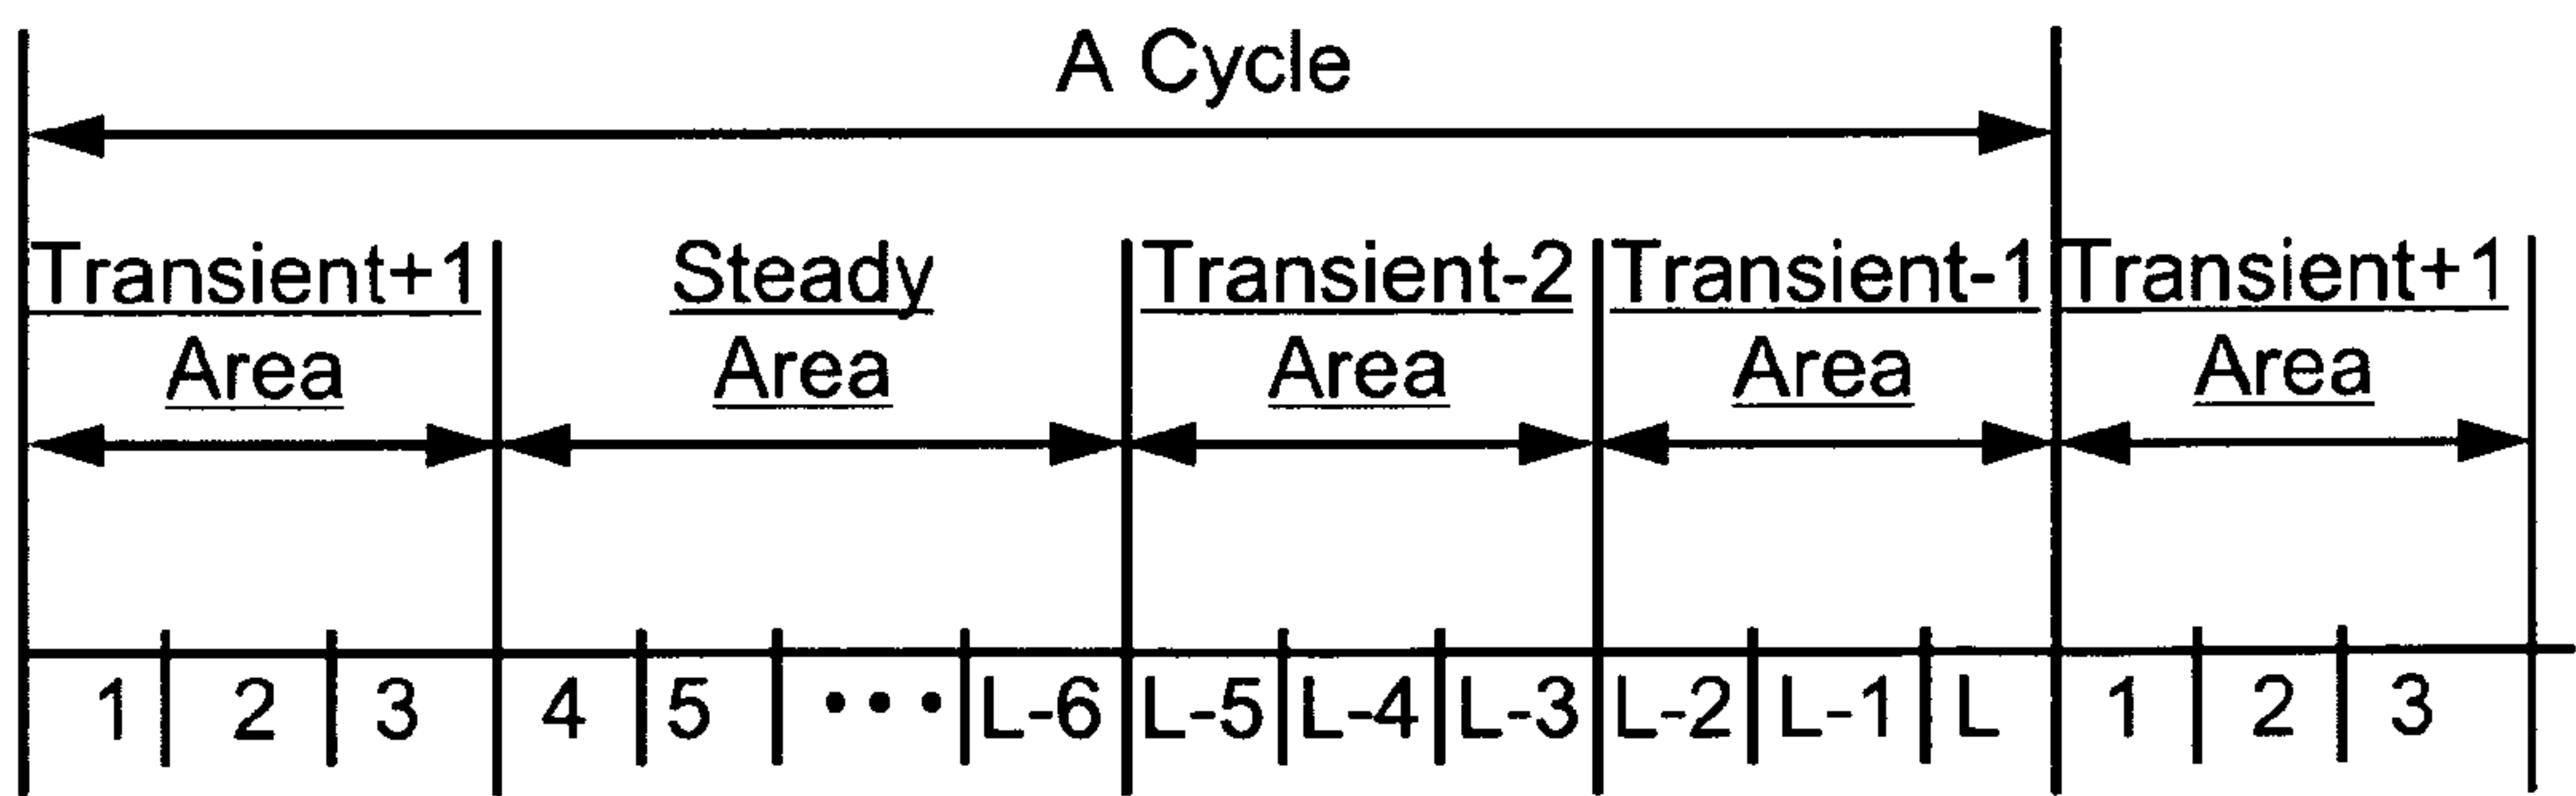 A Cycle
Transient+1 Steady Transient-2 Transient-1 Transient+1
Area Area Area Area Area
1 2 3 4 5 ••• L-6 L-5 L-4 L-3 L-2 L-1 L 1 2 3